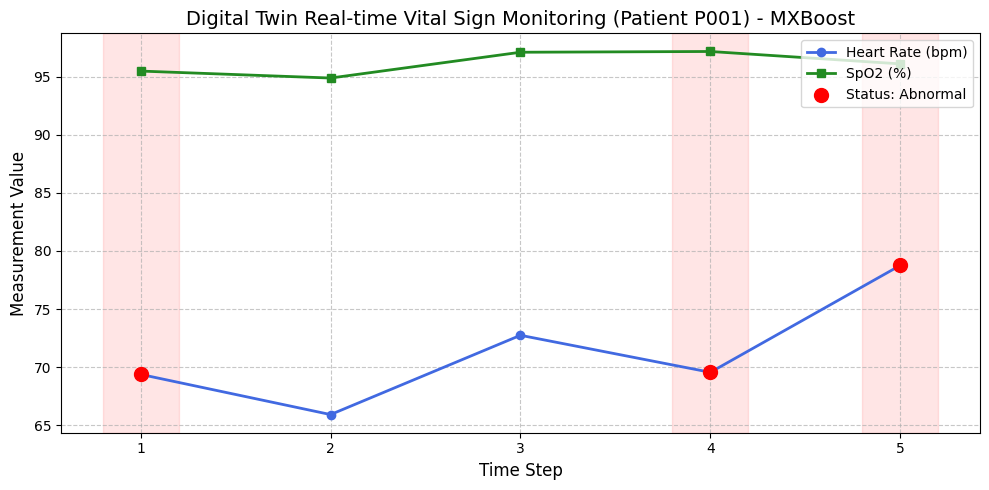 Digital Twin Real-time Vital Sign Monitoring (Patient P001) - MXBoost
Heart Rate (bpm)
SpO2 (%)
Status: Abnormal
Measurement Value
95
90
85
80
75
70
65
1 2 3 4 5
Time Step